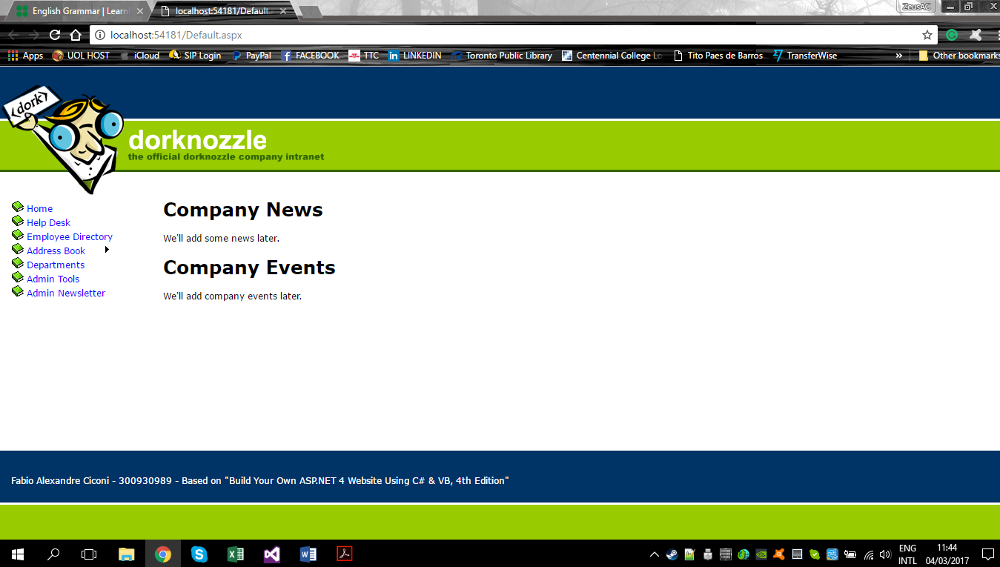 English Grammar | Learn
localhost:54181/Default.
ZeusAC
localhost:54181/Default.aspx
Apps UOL HOST iCloud SIP Login PayPal FACEBOOK TTC LINKEDIN Toronto Public Library Centennial College Lo Tito Paes de Barros TransferWise » Other bookmarks
<dork>
dorknozzle
the official dorknozzle company intranet
Home
Help Desk
Employee Directory
Address Book
Departments
Admin Tools
Admin Newsletter
Company News
We'll add some news later.
Company Events
We'll add company events later.
Fabio Alexandre Ciconi - 300930989 - Based on "Build Your Own ASP.NET 4 Website Using C# & VB, 4th Edition"
ENG
INTL
11:44
04/03/2017